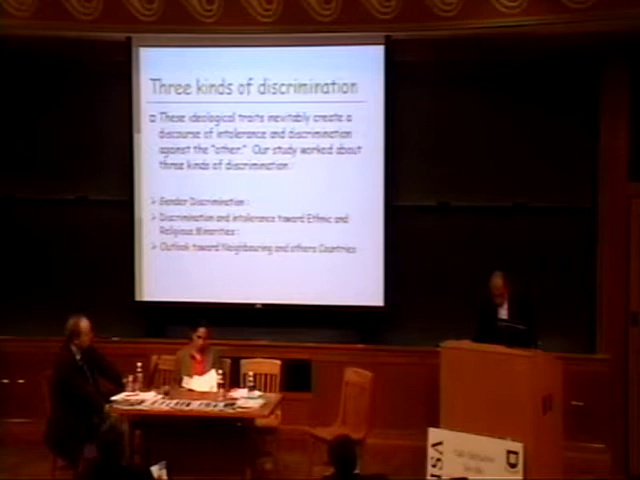 Three kinds of discrimination
These ideological traits inevitably create a
discourse of intolerance and discrimination
against the "other." Our study worked about
three kinds of discrimination:
Gender Discrimination :
Discrimination and intolerance toward Ethnic and
Religious Minorities :
Outlook toward Neighbouring and others Countries
ISA